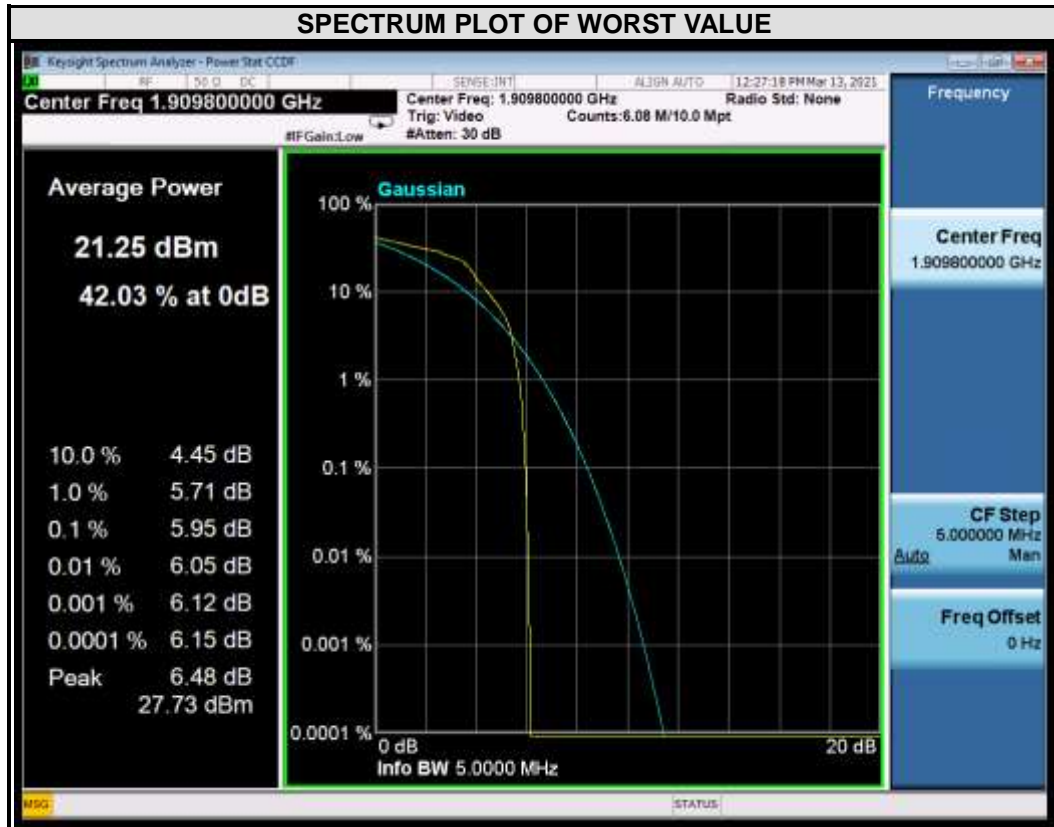 SPECTRUM PLOT OF WORST VALUE
Keysight Spectrum Analyzer - Power Stat CCDF
RF 50 Ω DC SENSE:INT ALIGN AUTO 12:27:18 PM Mar 13, 2021
Center Freq 1.909800000 GHz
Center Freq: 1.909800000 GHz Radio Std: None
Trig: Video Counts:6.08 M/10.0 Mpt
#IFGain:Low #Atten: 30 dB
Frequency
Average Power
21.25 dBm
42.03 % at 0dB
10.0 % 4.45 dB
1.0 % 5.71 dB
0.1 % 5.95 dB
0.01 % 6.05 dB
0.001 % 6.12 dB
0.0001 % 6.15 dB
Peak 6.48 dB
27.73 dBm
Gaussian
100 %
10 %
1 %
0.1 %
0.01 %
0.001 %
0.0001 %
0 dB 20 dB
Info BW 5.0000 MHz
Center Freq
1.909800000 GHz
CF Step
5.000000 MHz
Auto Man
Freq Offset
0 Hz
MSG STATUS